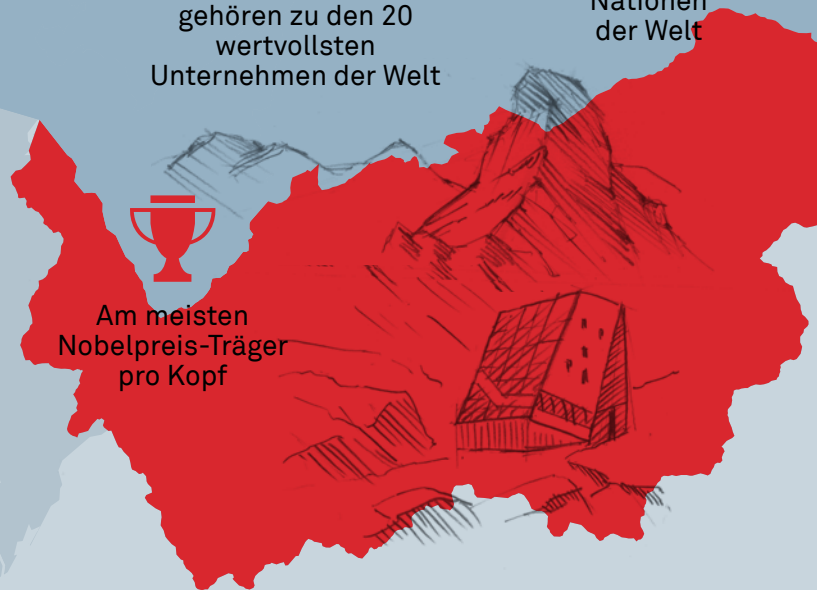 gehören zu den 20
wertvollsten
Unternehmen der Welt
Nationen
der Welt
Am meisten
Nobelpreis-Träger
pro Kopf